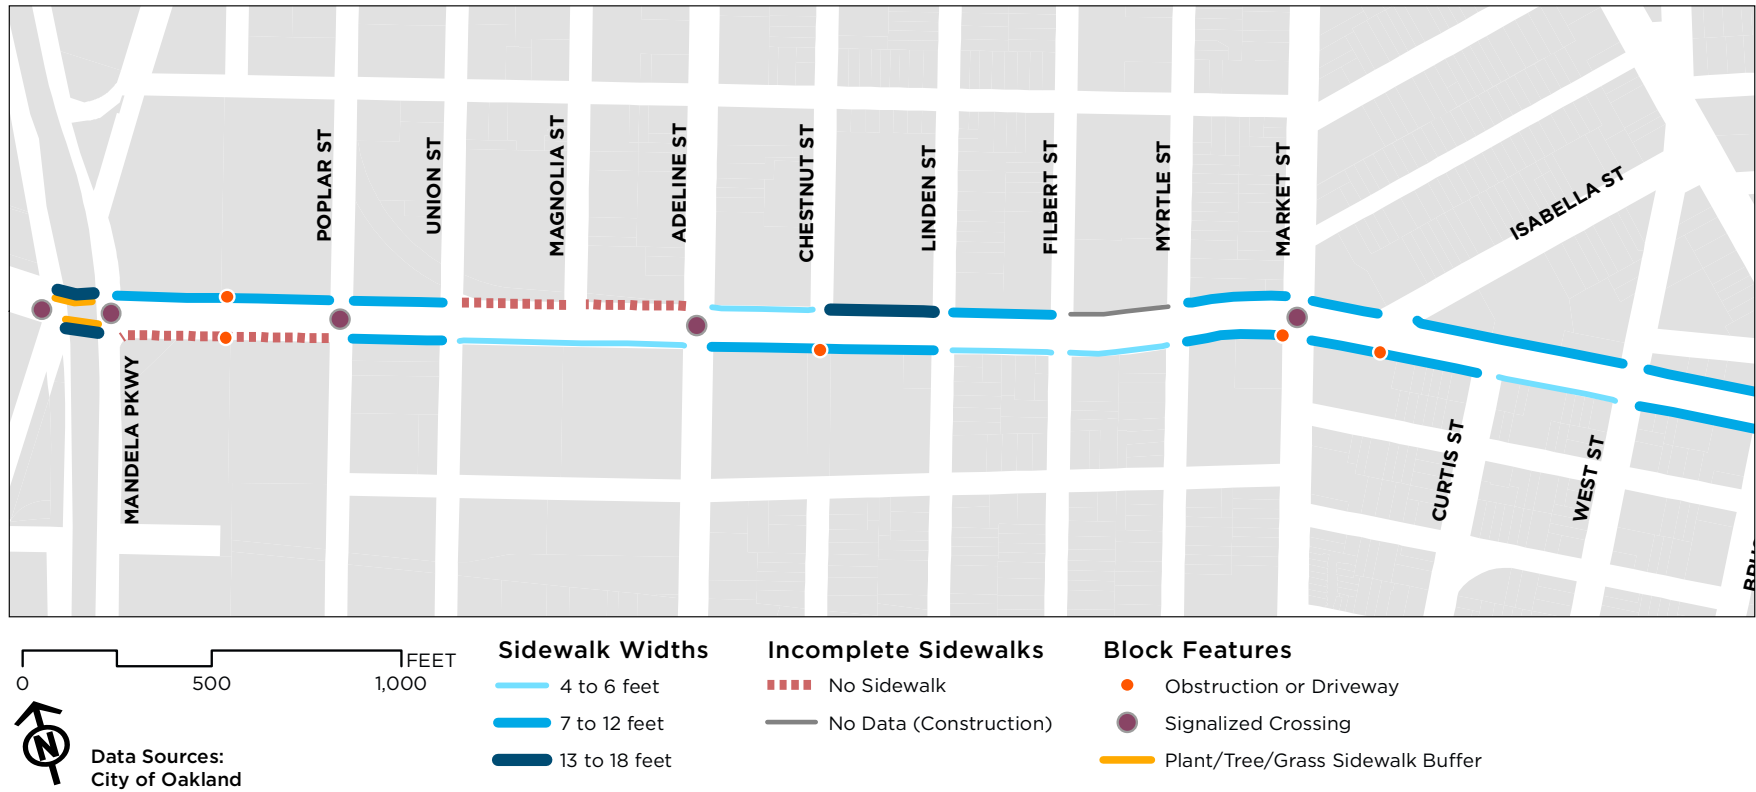 POPLAR ST
UNION ST
MAGNOLIA ST
ADELINE ST
CHESTNUT ST
LINDEN ST
FILBERT ST
MYRTLE ST
MARKET ST
ISABELLA ST
MANDELA PKWY
CURTIS ST
WEST ST
FEET
0 500 1,000
N
Data Sources:
City of Oakland
Sidewalk Widths
4 to 6 feet
7 to 12 feet
13 to 18 feet
Incomplete Sidewalks
No Sidewalk
No Data (Construction)
Block Features
Obstruction or Driveway
Signalized Crossing
Plant/Tree/Grass Sidewalk Buffer